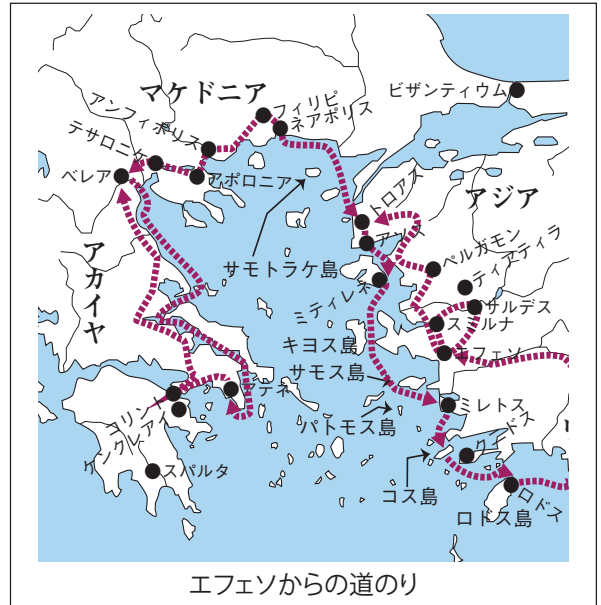 マケドニア
ビザンティウム
フィリピ
ネアポリス
アンフィポリス
テサロニケ
ベレア
アポロニア
トロアス
アジア
アソス
ペルガモン
ティアティラ
サモトラケ島
アカイヤ
ミティレネ
サルデス
スミルナ
キヨス島
エフェソ
サモス島
アテネ
コリント
ケンクレアイ
ミレトス
パトモス島
クニードス
スパルタ
コス島
ロドス
ロドス島
エフェソからの道のり